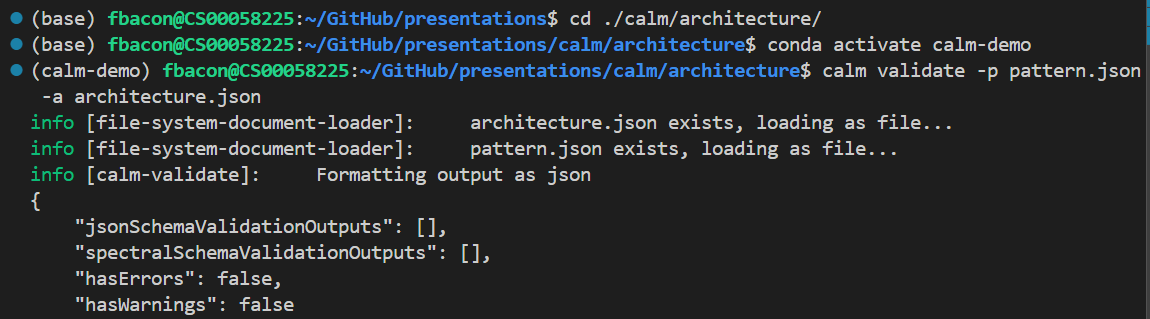 (base) fbacon@CS00058225:~/GitHub/presentations$ cd ./calm/architecture/
(base) fbacon@CS00058225:~/GitHub/presentations/calm/architecture$ conda activate calm-demo
(calm-demo) fbacon@CS00058225:~/GitHub/presentations/calm/architecture$ calm validate -p pattern.json
 -a architecture.json
info [file-system-document-loader]:     architecture.json exists, loading as file...
info [file-system-document-loader]:     pattern.json exists, loading as file...
info [calm-validate]:     Formatting output as json
{
    "jsonSchemaValidationOutputs": [],
    "spectralSchemaValidationOutputs": [],
    "hasErrors": false,
    "hasWarnings": false